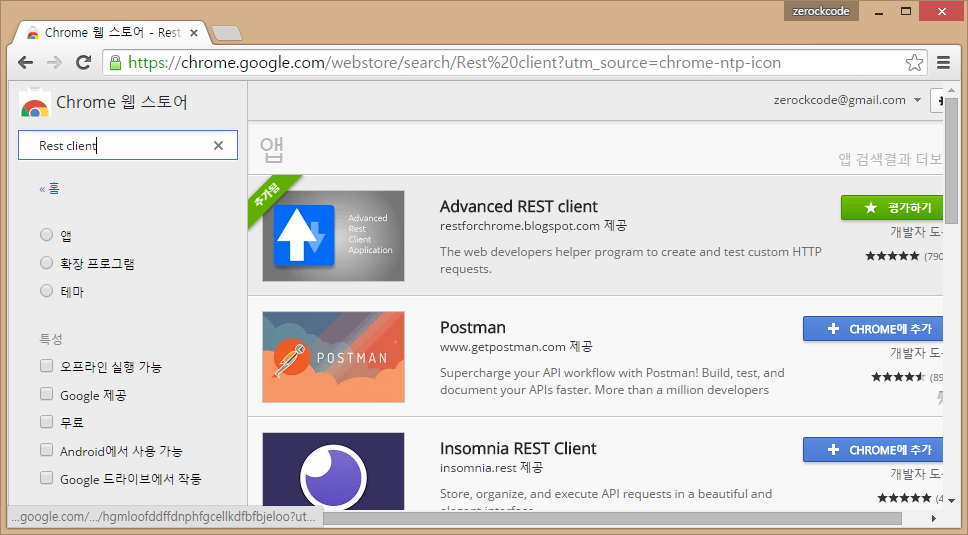 zerockcode
Chrome 웹 스토어 - Rest
https://chrome.google.com/webstore/search/Rest%20client?utm_source=chrome-ntp-icon
Chrome 웹 스토어
zerockcode@gmail.com
Rest client
« 홈
앱
확장 프로그램
테마
특성
오프라인 실행 가능
Google 제공
무료
Android에서 사용 가능
Google 드라이브에서 작동
앱
앱 검색결과 더보
추가됨
Advanced
Rest
Client
Application
Advanced REST client
restforchrome.blogspot.com 제공
The web developers helper program to create and test custom HTTP
requests.
평가하기
개발자 도
(790
POSTMAN
Postman
www.getpostman.com 제공
Supercharge your API workflow with Postman! Build, test, and
document your APIs faster. More than a million developers
CHROME에 추가
개발자 도
(89
Insomnia REST Client
insomnia.rest 제공
Store, organize, and execute API requests in a beautiful and
CHROME에 추가
개발자 도
(4
...google.com/.../hgmloofddffdnphfgcellkdfbfbjeloo?ut...